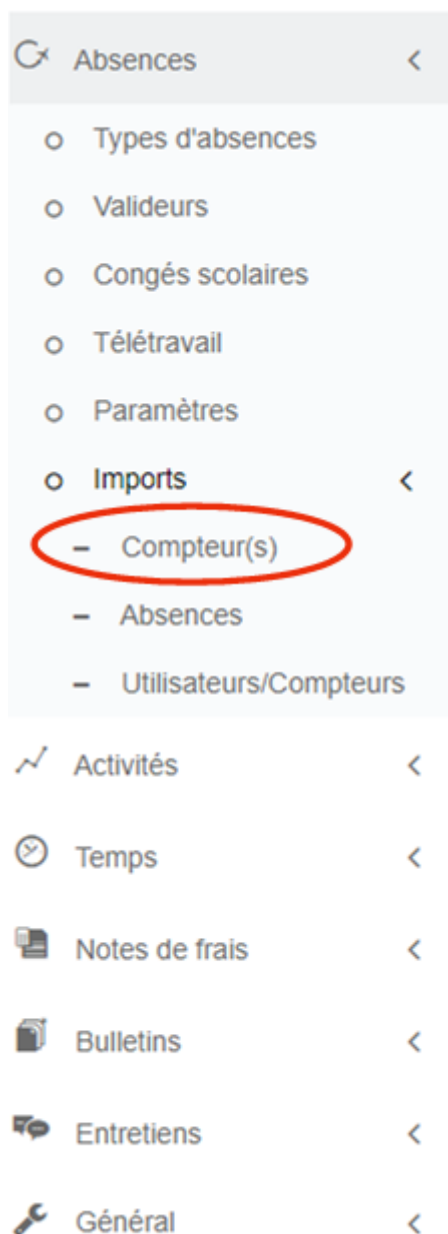 Absences
Types d'absences
Valideurs
Congés scolaires
Télétravail
Paramètres
Imports
Compteur(s)
Absences
Utilisateurs/Compteurs
Activités
Temps
Notes de frais
Bulletins
Entretiens
Général